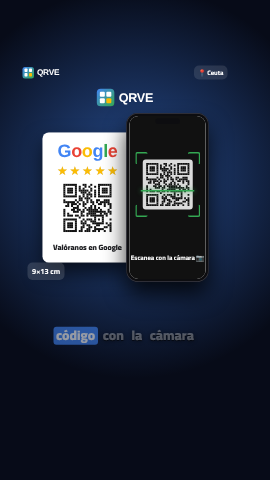 QRVE
📍 Ceuta
QRVE
Google
Valóranos en Google
Escanea con la cámara 📷
9×13 cm
código con la cámara